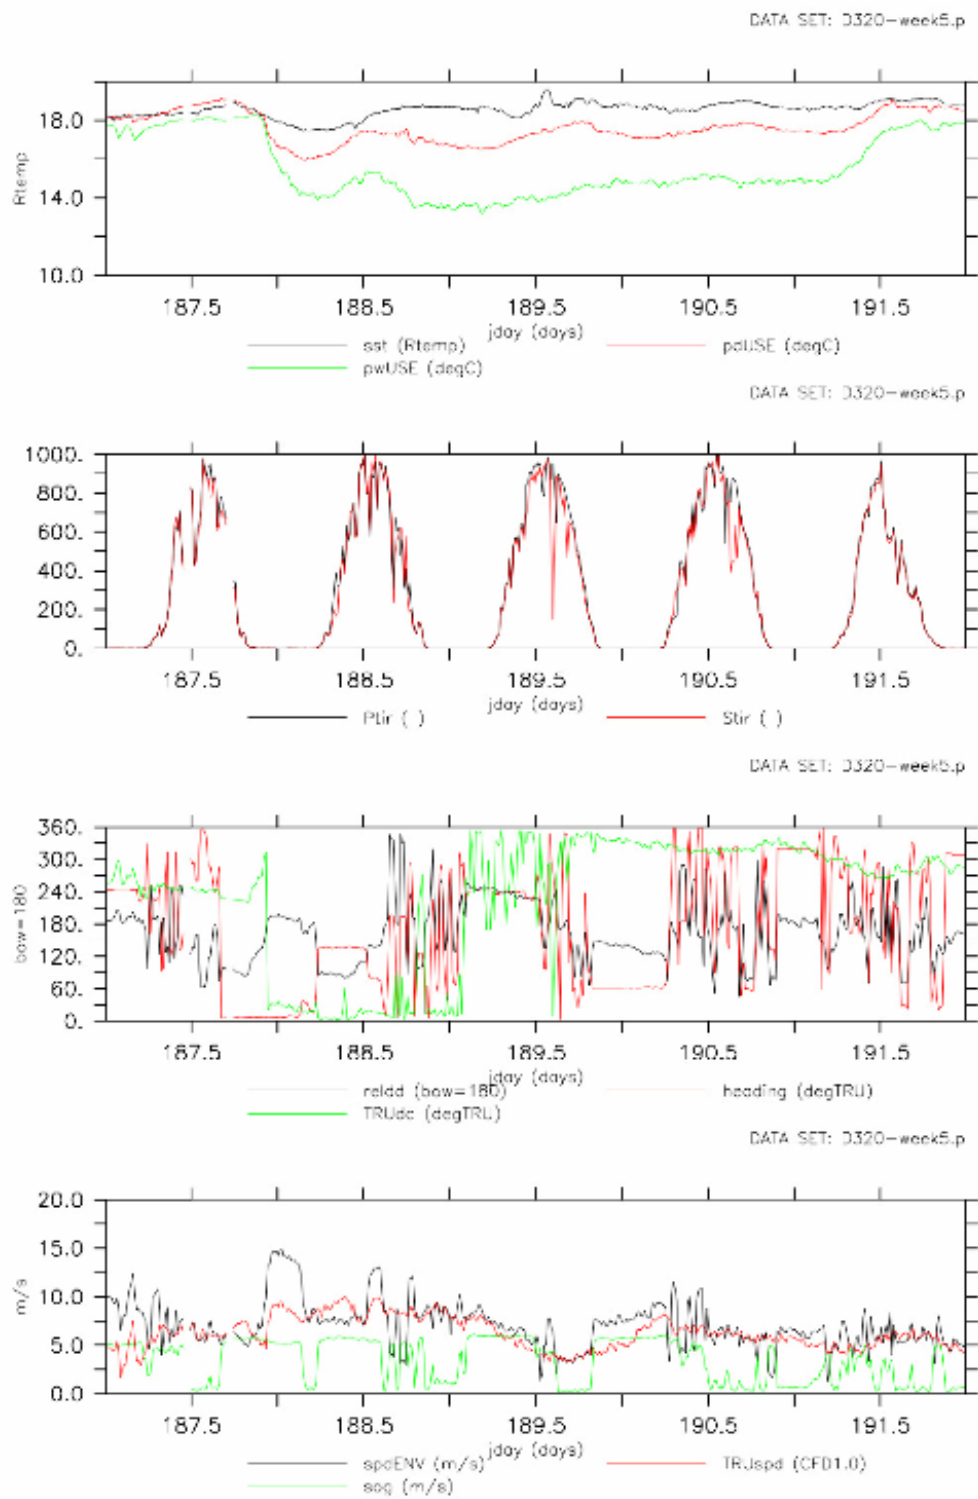 DATA SET: D320-week5.p
18.0
14.0
10.0
Rtemp
187.5 188.5 189.5 190.5 191.5
jday (days)
sst (Rtemp) pdUSE (degC)
pwUSE (degC)
DATA SET: D320-week5.p
1000.
800.
600.
400.
200.
0.
187.5 188.5 189.5 190.5 191.5
jday (days)
Ptir ( ) Stir ( )
DATA SET: D320-week5.p
360.
300.
240.
180.
120.
60.
0.
bow=180
187.5 188.5 189.5 190.5 191.5
jday (days)
reldd (bow=180) heading (degTRU)
TRUdc (degTRU)
DATA SET: D320-week5.p
20.0
15.0
10.0
5.0
0.0
m/s
187.5 188.5 189.5 190.5 191.5
jday (days)
spdENV (m/s) TRUspd (CFD1.0)
sog (m/s)